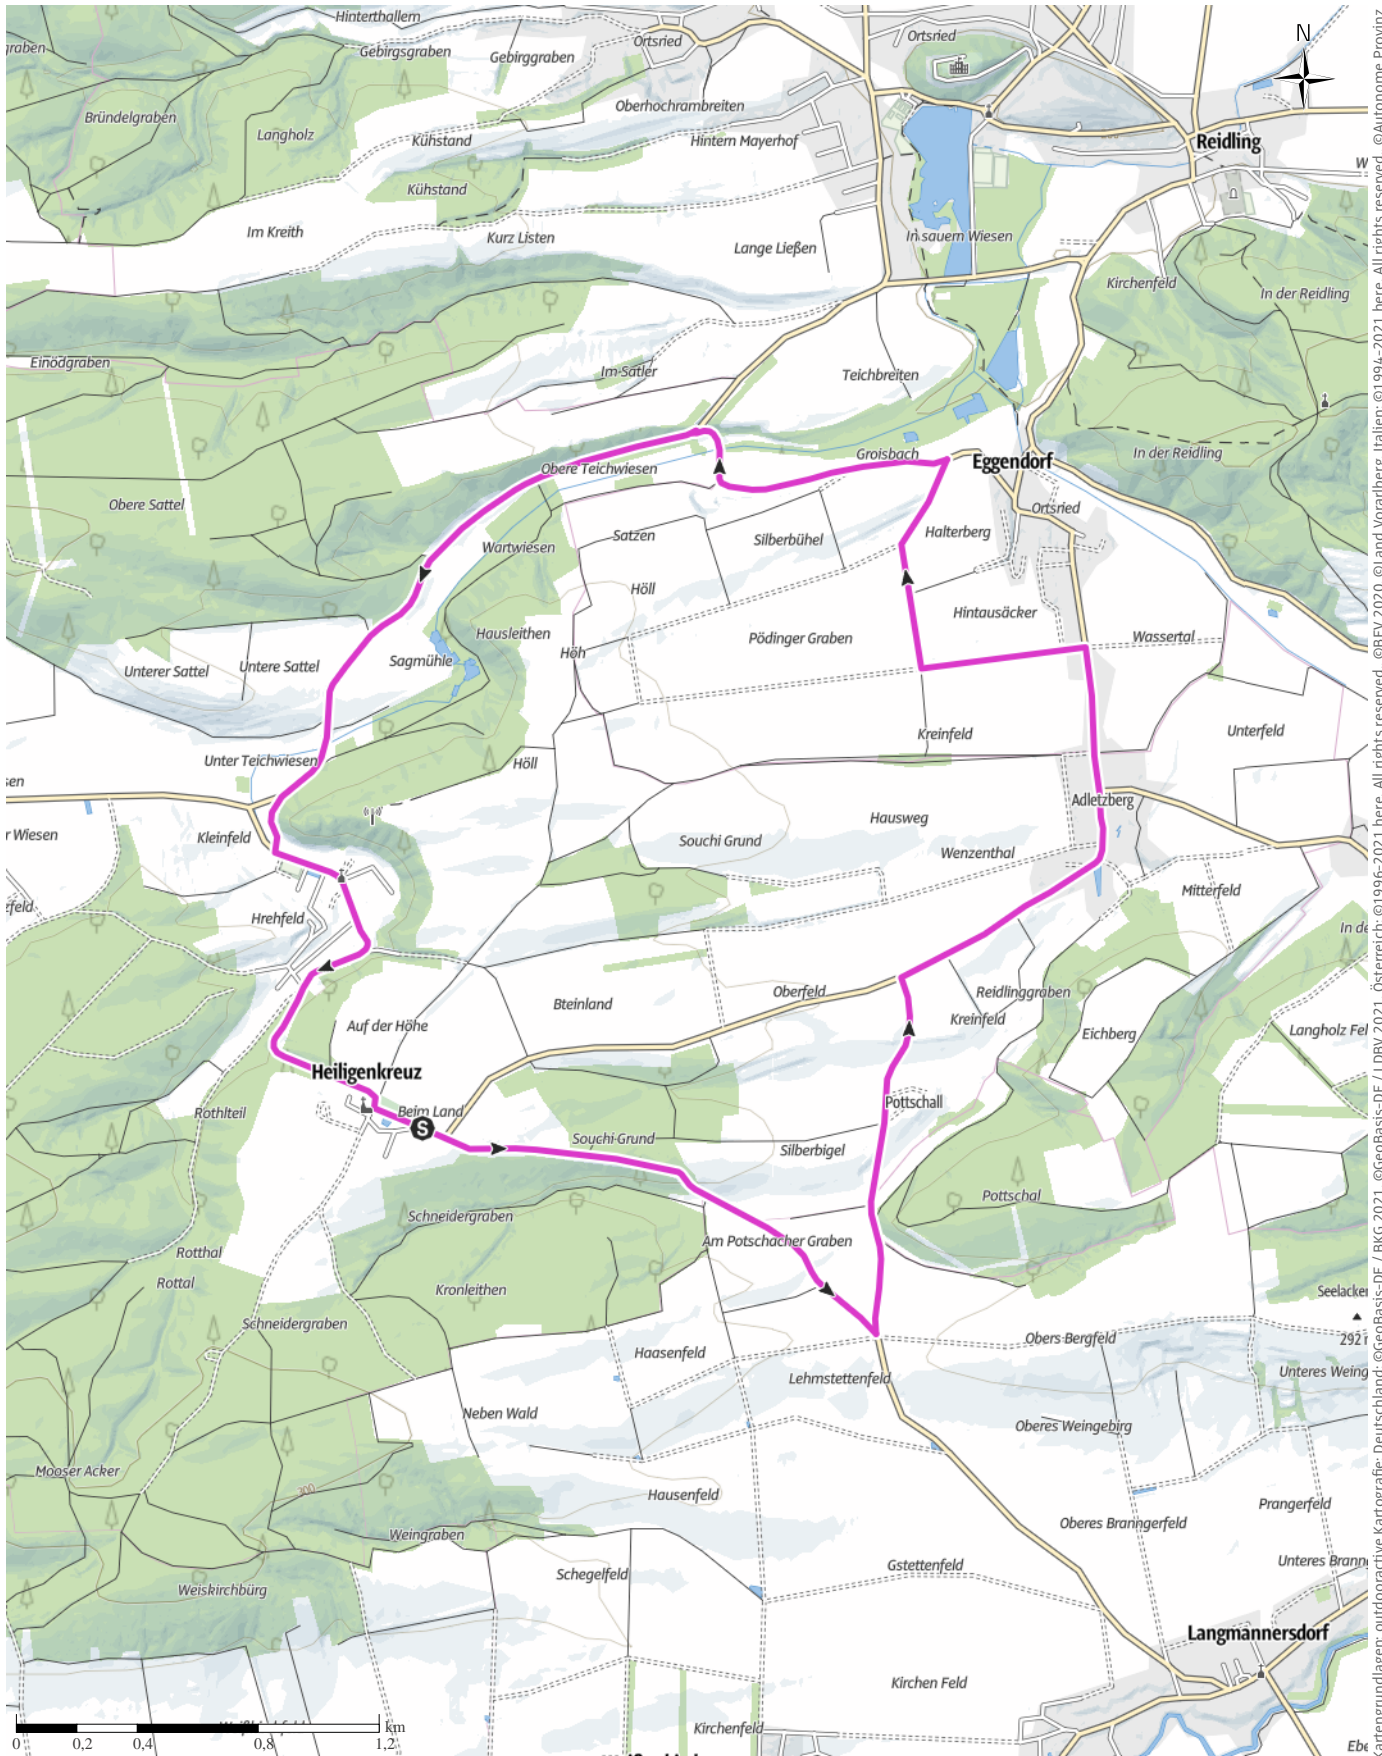 Hinterthallern
Ortsried
Ortsried
N
Gebirgsgraben
Gebirggraben
Bründelgraben
Langholz
Oberhochrambreiten
Kühstand
Hintern Mayerhof
Reidling
Kühstand
Im Kreith
Kurz Listen
Lange Ließen
In sauern Wiesen
Kirchenfeld
In der Reidling
Einödgraben
Im Satler
Teichbreiten
Obere Teichwiesen
Groisbach
Eggendorf
In der Reidling
Obere Sattel
Ortsried
Satzen
Silberbühel
Halterberg
Wartwiesen
Höll
Hintausäcker
Hausleithen
Pödinger Graben
Wassertal
Höh
Unterer Sattel
Untere Sattel
Sagmühle
Kreinfeld
Unterfeld
Unter Teichwiesen
Höll
Adletzberg
Hausweg
Kleinfeld
Souchi Grund
Wenzenthal
Mitterfeld
Hrehfeld
Oberfeld
Reidlinggraben
Bteinland
Kreinfeld
Auf der Höhe
Eichberg
Heiligenkreuz
Pottschall
Rothlteil
Beim Land
S
Souchi-Grund
Silberbigel
Pottschal
Schneidergraben
Am Potschacher Graben
Rotthal
Rottal
Kronleithen
Schneidergraben
Haasenfeld
Obers Bergfeld
Lehmstettenfeld
Neben Wald
Oberes Weingebirg
Mooser Acker
300
Hausenfeld
Prangerfeld
Oberes Branngerfeld
Weingraben
Gstettenfeld
Schegelfeld
Weiskirchbürg
Langmannersdorf
Kirchen Feld
Kirchenfeld
km
0 0,2 0,4 0,8 1,2